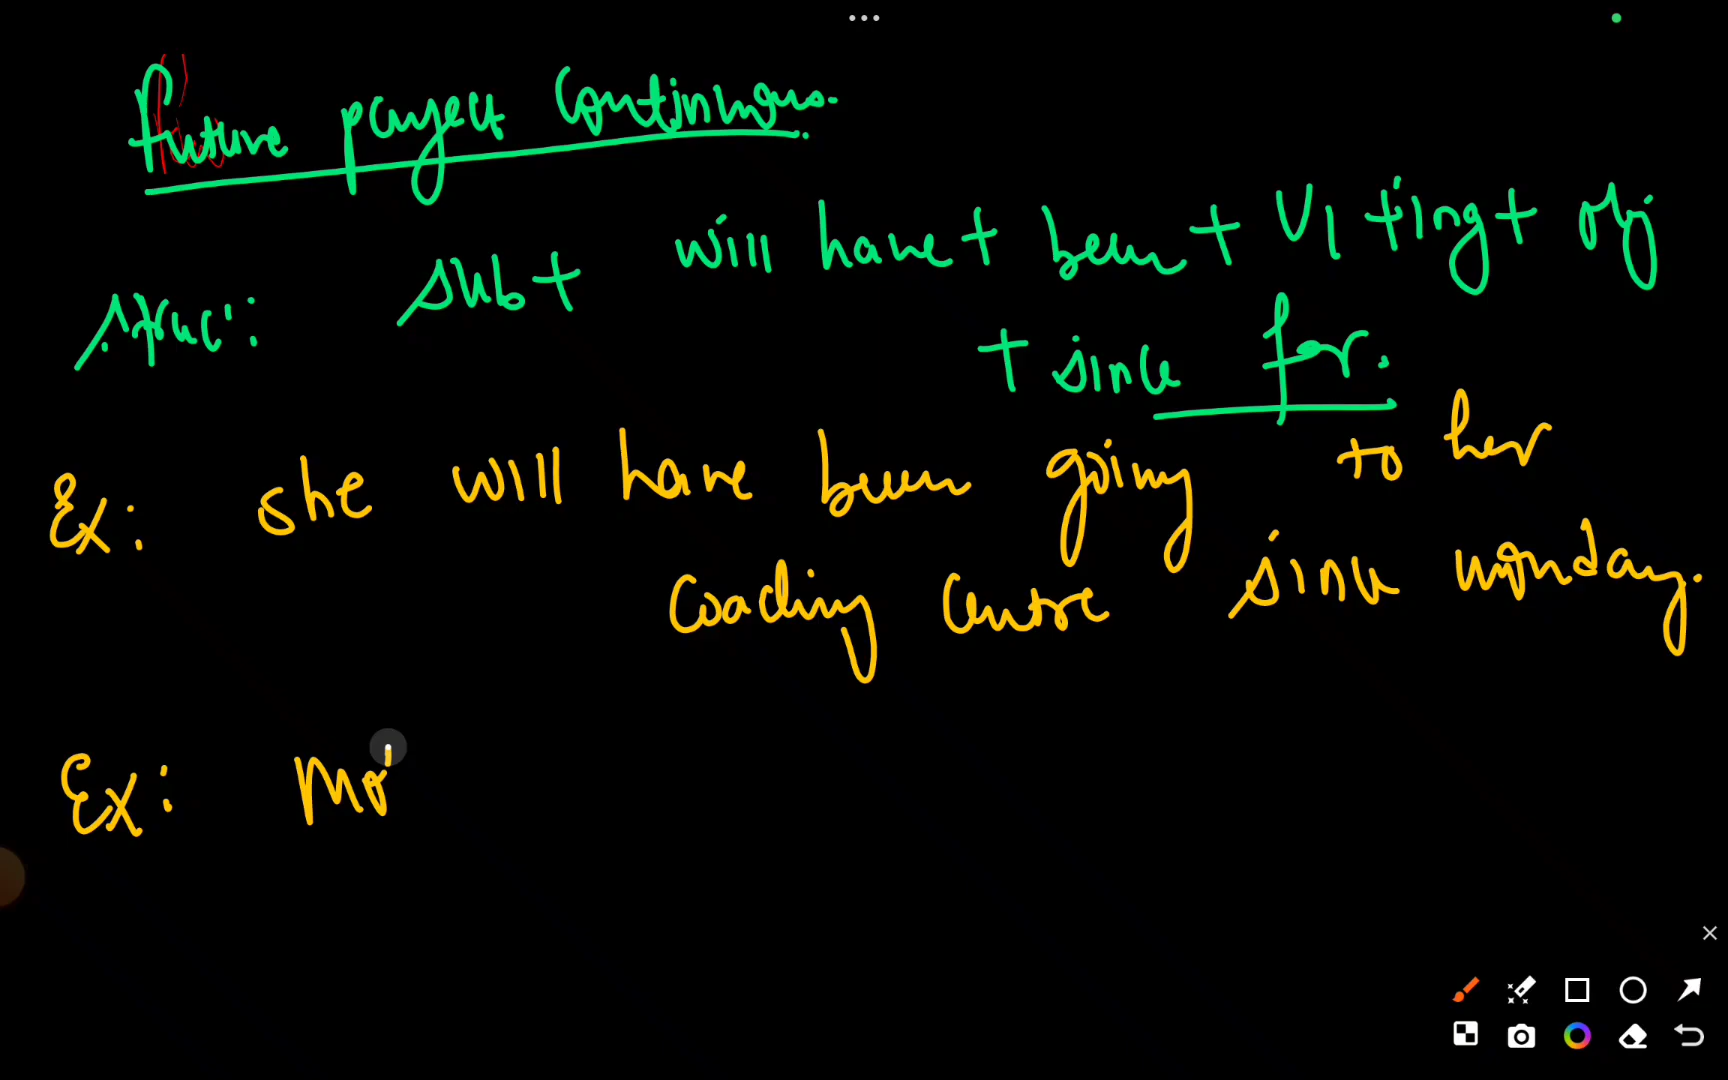 Future perfect Continuous.
struc: sub + will have + been + V1 + ing + obj
+ since for.
Ex: she will have been going to her
coaching centre since monday.
Ex: